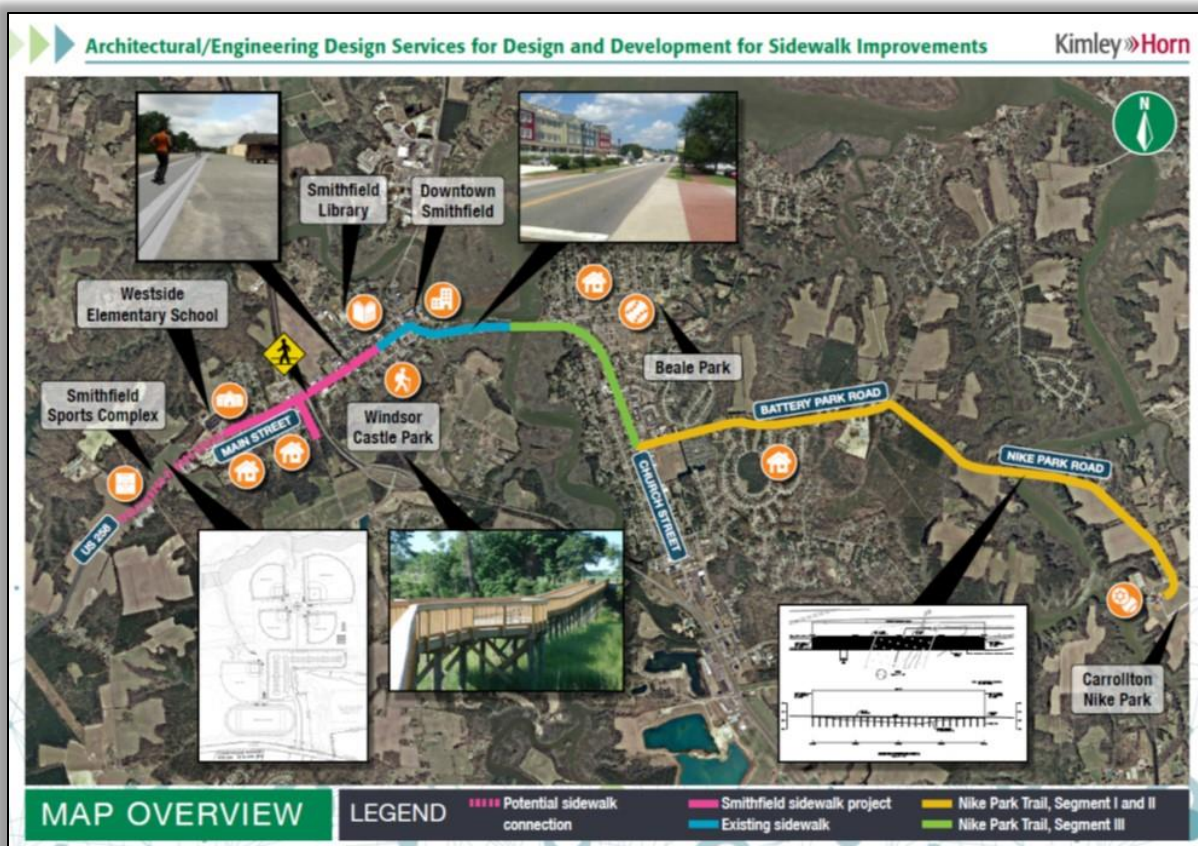 Architectural/Engineering Design Services for Design and Development for Sidewalk Improvements
Kimley»Horn
N
Smithfield
Library
Downtown
Smithfield
Westside
Elementary School
Smithfield
Sports Complex
Beale Park
Windsor
Castle Park
MAIN STREET
US 258
BATTERY PARK ROAD
NIKE PARK ROAD
CHURCH STREET
Carrollton
Nike Park
MAP OVERVIEW
LEGEND
Potential sidewalk
connection
Smithfield sidewalk project
Existing sidewalk
Nike Park Trail, Segment I and II
Nike Park Trail, Segment III